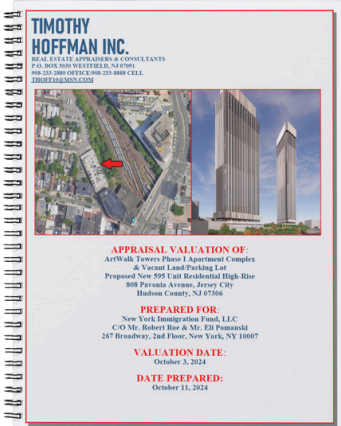 TIMOTHY
HOFFMAN INC.
REAL ESTATE APPRAISERS & CONSULTANTS
P.O. BOX 3030 WESTFIELD, NJ 07091
908-233-2880 OFFICE/908-233-8880 CELL
THOFF10@MSN.COM
APPRAISAL VALUATION OF:
ArtWalk Towers Phase I Apartment Complex
& Vacant Land/Parking Lot
Proposed New 595 Unit Residential High-Rise
808 Pavonia Avenue, Jersey City
Hudson County, NJ 07306
PREPARED FOR:
New York Immigration Fund, LLC
C/O Mr. Robert Roe & Mr. Eli Pomanski
267 Broadway, 2nd Floor, New York, NY 10007
VALUATION DATE:
October 3, 2024
DATE PREPARED:
October 11, 2024